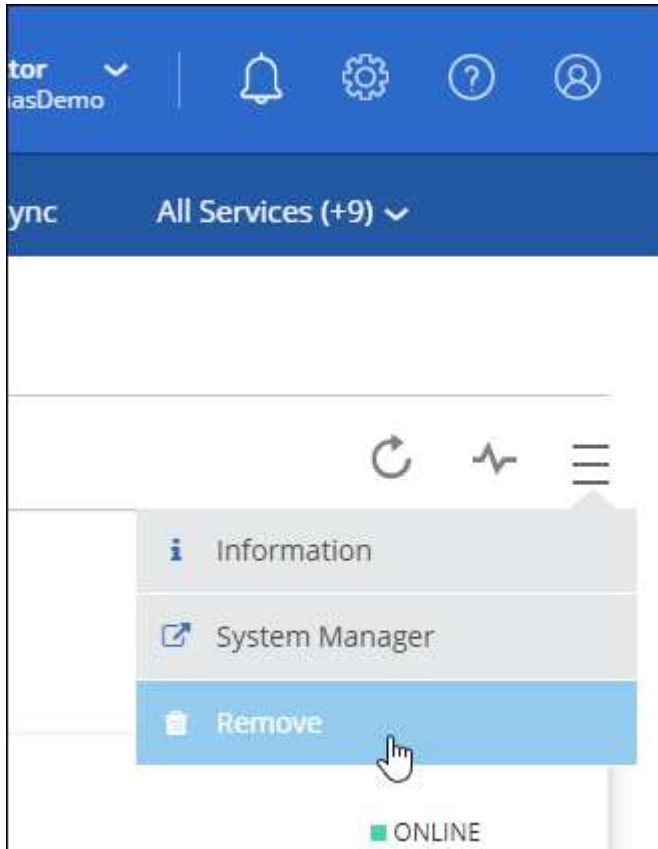 tor
asDemo
ync
All Services (+9)
Information
System Manager
Remove
ONLINE